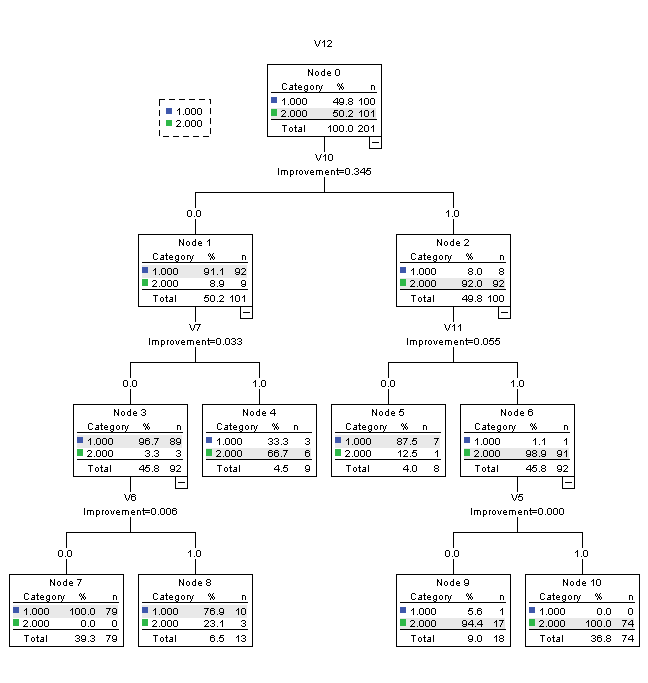 V12
Node 0
Category % n
1.000 49.8 100
2.000 50.2 101
Total 100.0 201
1.000
2.000
V10
Improvement=0.345
0.0 1.0
Node 1
Category % n
1.000 91.1 92
2.000 8.9 9
Total 50.2 101
Node 2
Category % n
1.000 8.0 8
2.000 92.0 92
Total 49.8 100
V7
Improvement=0.033
V11
Improvement=0.055
0.0 1.0 0.0 1.0
Node 3
Category % n
1.000 96.7 89
2.000 3.3 3
Total 45.8 92
Node 4
Category % n
1.000 33.3 3
2.000 66.7 6
Total 4.5 9
Node 5
Category % n
1.000 87.5 7
2.000 12.5 1
Total 4.0 8
Node 6
Category % n
1.000 1.1 1
2.000 98.9 91
Total 45.8 92
V6
Improvement=0.006
V5
Improvement=0.000
0.0 1.0 0.0 1.0
Node 7
Category % n
1.000 100.0 79
2.000 0.0 0
Total 39.3 79
Node 8
Category % n
1.000 76.9 10
2.000 23.1 3
Total 6.5 13
Node 9
Category % n
1.000 5.6 1
2.000 94.4 17
Total 9.0 18
Node 10
Category % n
1.000 0.0 0
2.000 100.0 74
Total 36.8 74